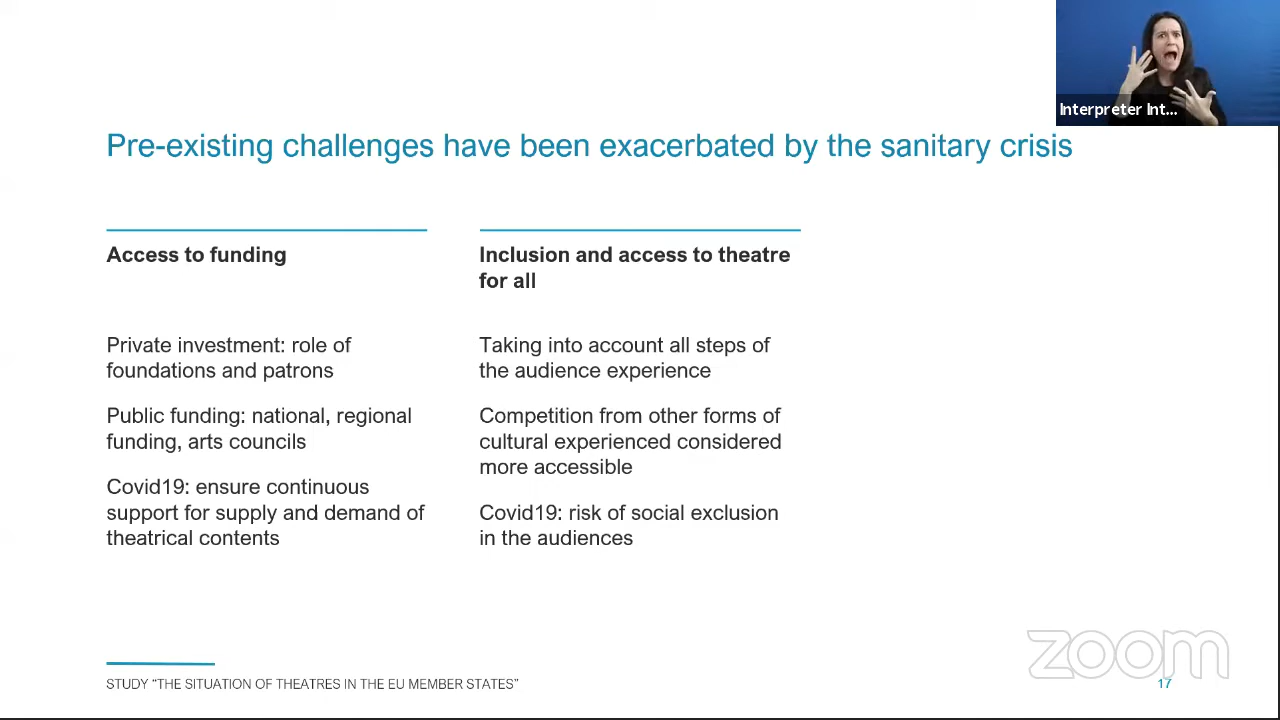 Interpreter Int...
Pre-existing challenges have been exacerbated by the sanitary crisis
Access to funding
Private investment: role of
foundations and patrons
Public funding: national, regional
funding, arts councils
Covid19: ensure continuous
support for supply and demand of
theatrical contents
Inclusion and access to theatre
for all
Taking into account all steps of
the audience experience
Competition from other forms of
cultural experienced considered
more accessible
Covid19: risk of social exclusion
in the audiences
zoom
STUDY “THE SITUATION OF THEATRES IN THE EU MEMBER STATES”
17